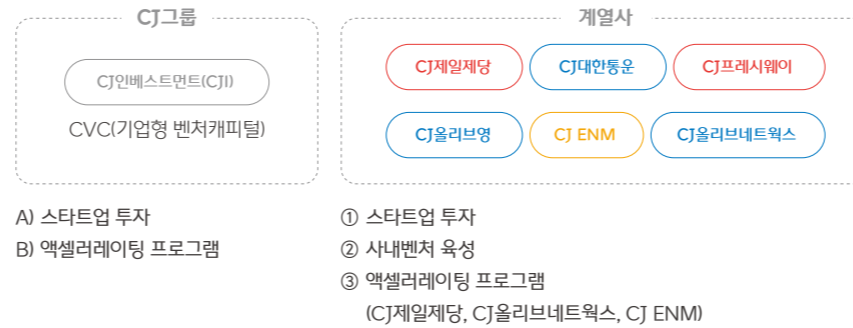 CJ그룹
CJ인베스트먼트(CJI)
CVC(기업형 벤처캐피털)
A) 스타트업 투자
B) 액셀러레이팅 프로그램
계열사
CJ제일제당 CJ대한통운 CJ프레시웨이
CJ올리브영 CJ ENM CJ올리브네트웍스
① 스타트업 투자
② 사내벤처 육성
③ 액셀러레이팅 프로그램
(CJ제일제당, CJ올리브네트웍스, CJ ENM)